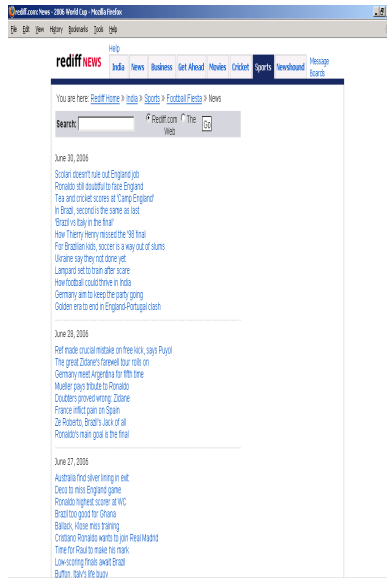 rediff.com: News - 2006 World Cup - Mozilla Firefox
File Edit View History Bookmarks Tools Help
Help
rediff NEWS
India News Business Get Ahead Movies Cricket Sports Newshound Message Boards
You are here: Rediff Home » India » Sports » Football Fiesta » News
Search: Rediff.com The Web Go
June 30, 2006
Scolari doesn't rule out England job
Ronaldo still doubtful to face England
Tea and cricket scores at 'Camp England'
In Brazil, second is the same as last
'Brazil vs Italy in the final'
How Thierry Henry missed the '98 final
For Brazilian kids, soccer is a way out of slums
Ukraine say they not done yet
Lampard set to train after scare
How football could thrive in India
Germany aim to keep the party going
Golden era to end in England-Portugal clash
June 28, 2006
Ref made crucial mistake on free kick, says Puyol
The great Zidane's farewell tour rolls on
Germany meet Argentina for fifth time
Mueller pays tribute to Ronaldo
Doubters proved wrong: Zidane
France inflict pain on Spain
Ze Roberto, Brazil's Jack of all
Ronaldo's main goal is the final
June 27, 2006
Australia find silver lining in exit
Deco to miss England game
Ronaldo highest scorer at WC
Brazil too good for Ghana
Ballack, Klose miss training
Cristiano Ronaldo wants to join Real Madrid
Time for Raul to make his mark
Low-scoring finals await Brazil
Buffon, Italy's life buoy